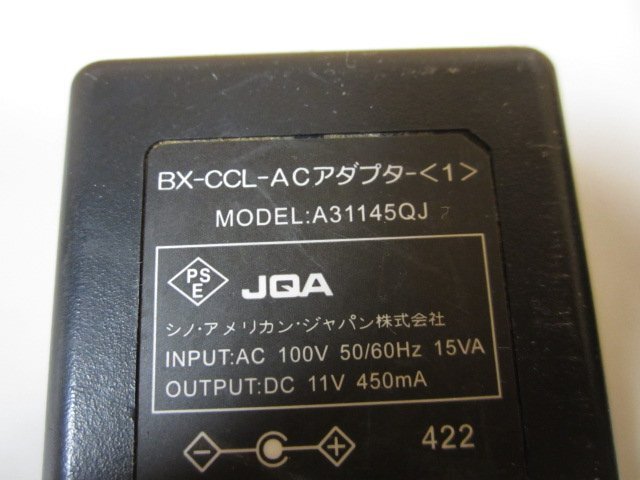 BX-CCL-ACアダプター<1>
MODEL:A31145QJ
PS
E
JQA
シノ・アメリカン・ジャパン株式会社
INPUT:AC 100V 50/60Hz 15VA
OUTPUT:DC 11V 450mA
- +
422